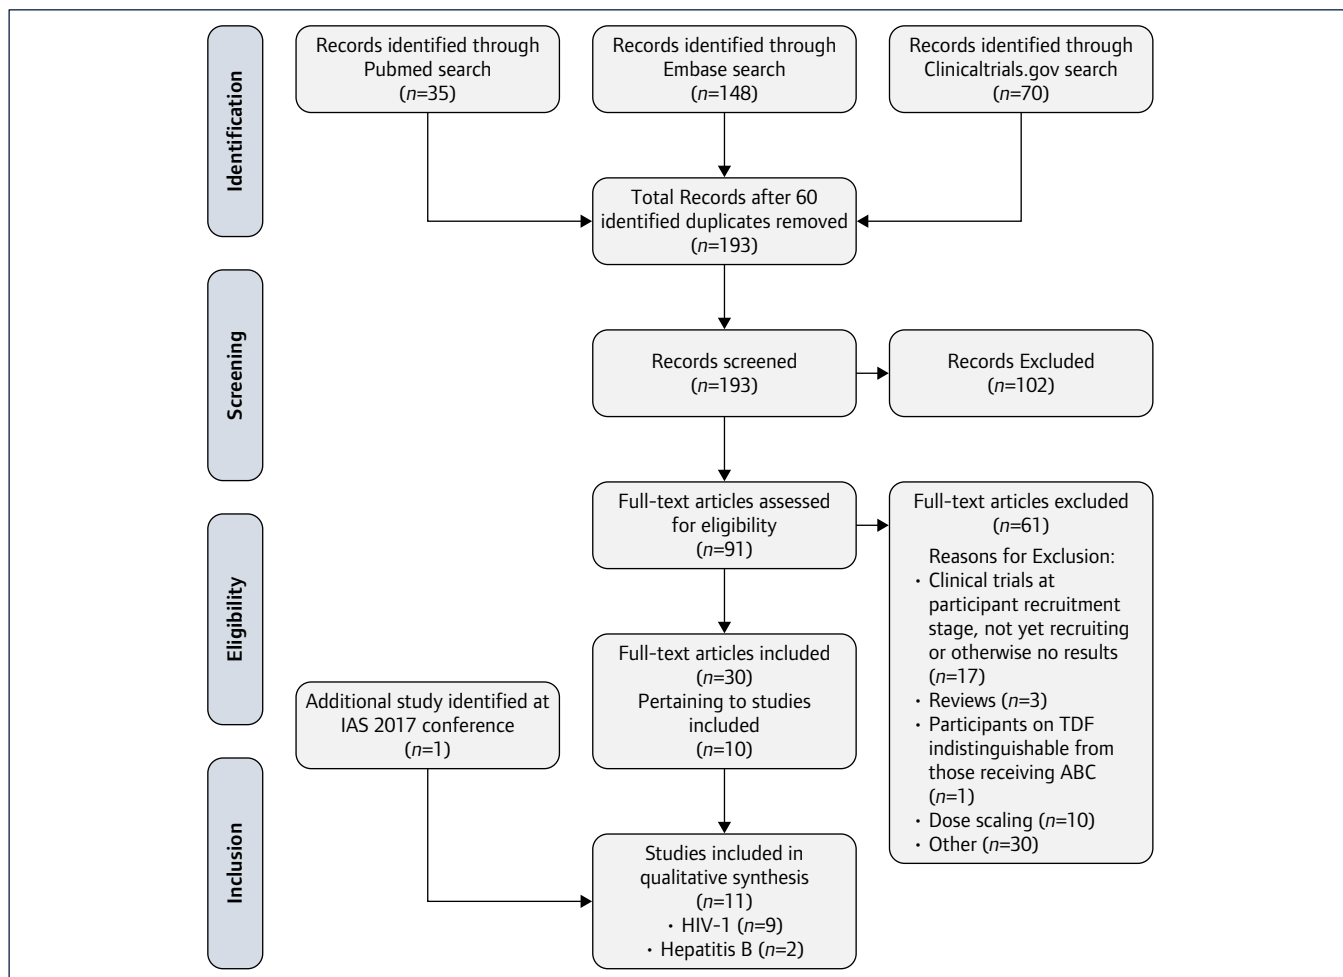 Identification
Records identified through
Pubmed search
(n=35)
Records identified through
Embase search
(n=148)
Records identified through
Clinicaltrials.gov search
(n=70)
Total Records after 60
identified duplicates removed
(n=193)
Screening
Records screened
(n=193)
Records Excluded
(n=102)
Eligibility
Full-text articles assessed
for eligibility
(n=91)
Full-text articles excluded
(n=61)
Reasons for Exclusion:
• Clinical trials at
participant recruitment
stage, not yet recruiting
or otherwise no results
(n=17)
• Reviews (n=3)
• Participants on TDF
indistinguishable from
those receiving ABC
(n=1)
• Dose scaling (n=10)
• Other (n=30)
Full-text articles included
(n=30)
Pertaining to studies
included
(n=10)
Additional study identified at
IAS 2017 conference
(n=1)
Inclusion
Studies included in
qualitative synthesis
(n=11)
• HIV-1 (n=9)
• Hepatitis B (n=2)